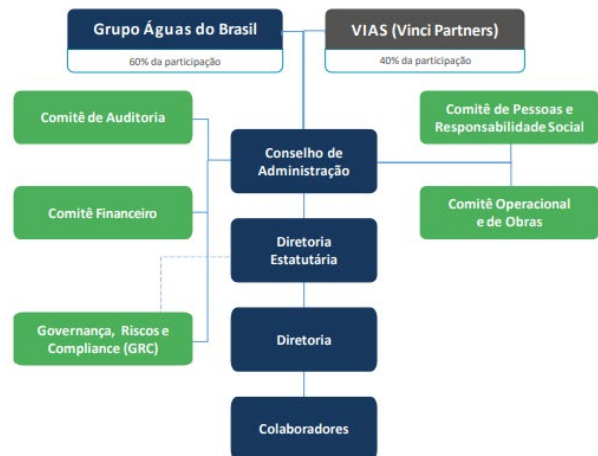 Grupo Águas do Brasil
60% da participação
VIAS (Vinci Partners)
40% da participação
Comitê de Auditoria
Comitê de Pessoas e
Responsabilidade Social
Conselho de
Administração
Comitê Financeiro
Comitê Operacional
e de Obras
Diretoria
Estatutária
Governança, Riscos e
Compliance (GRC)
Diretoria
Colaboradores